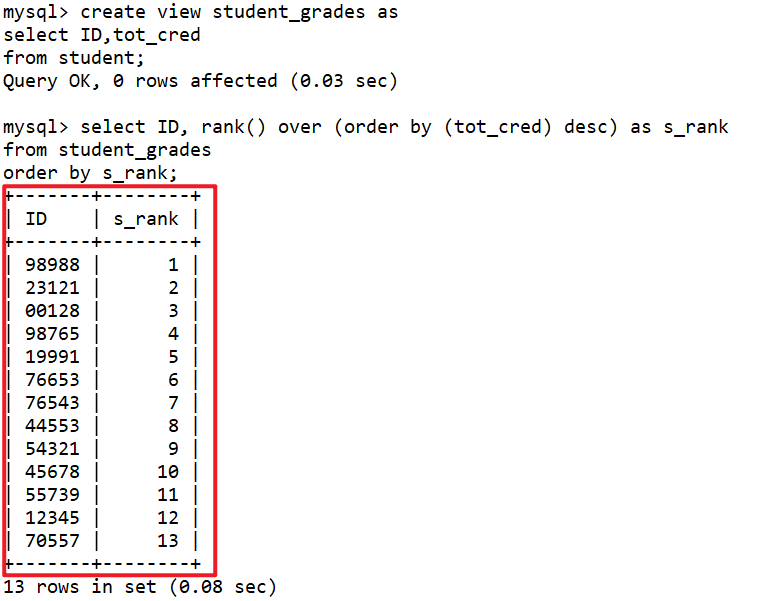 mysql> create view student_grades as
select ID,tot_cred
from student;
Query OK, 0 rows affected (0.03 sec)
mysql> select ID, rank() over (order by (tot_cred) desc) as s_rank
from student_grades
order by s_rank;
+-------+--------+
| ID    | s_rank |
+-------+--------+
| 98988 |      1 |
| 23121 |      2 |
| 00128 |      3 |
| 98765 |      4 |
| 19991 |      5 |
| 76653 |      6 |
| 76543 |      7 |
| 44553 |      8 |
| 54321 |      9 |
| 45678 |     10 |
| 55739 |     11 |
| 12345 |     12 |
| 70557 |     13 |
+-------+--------+
13 rows in set (0.08 sec)